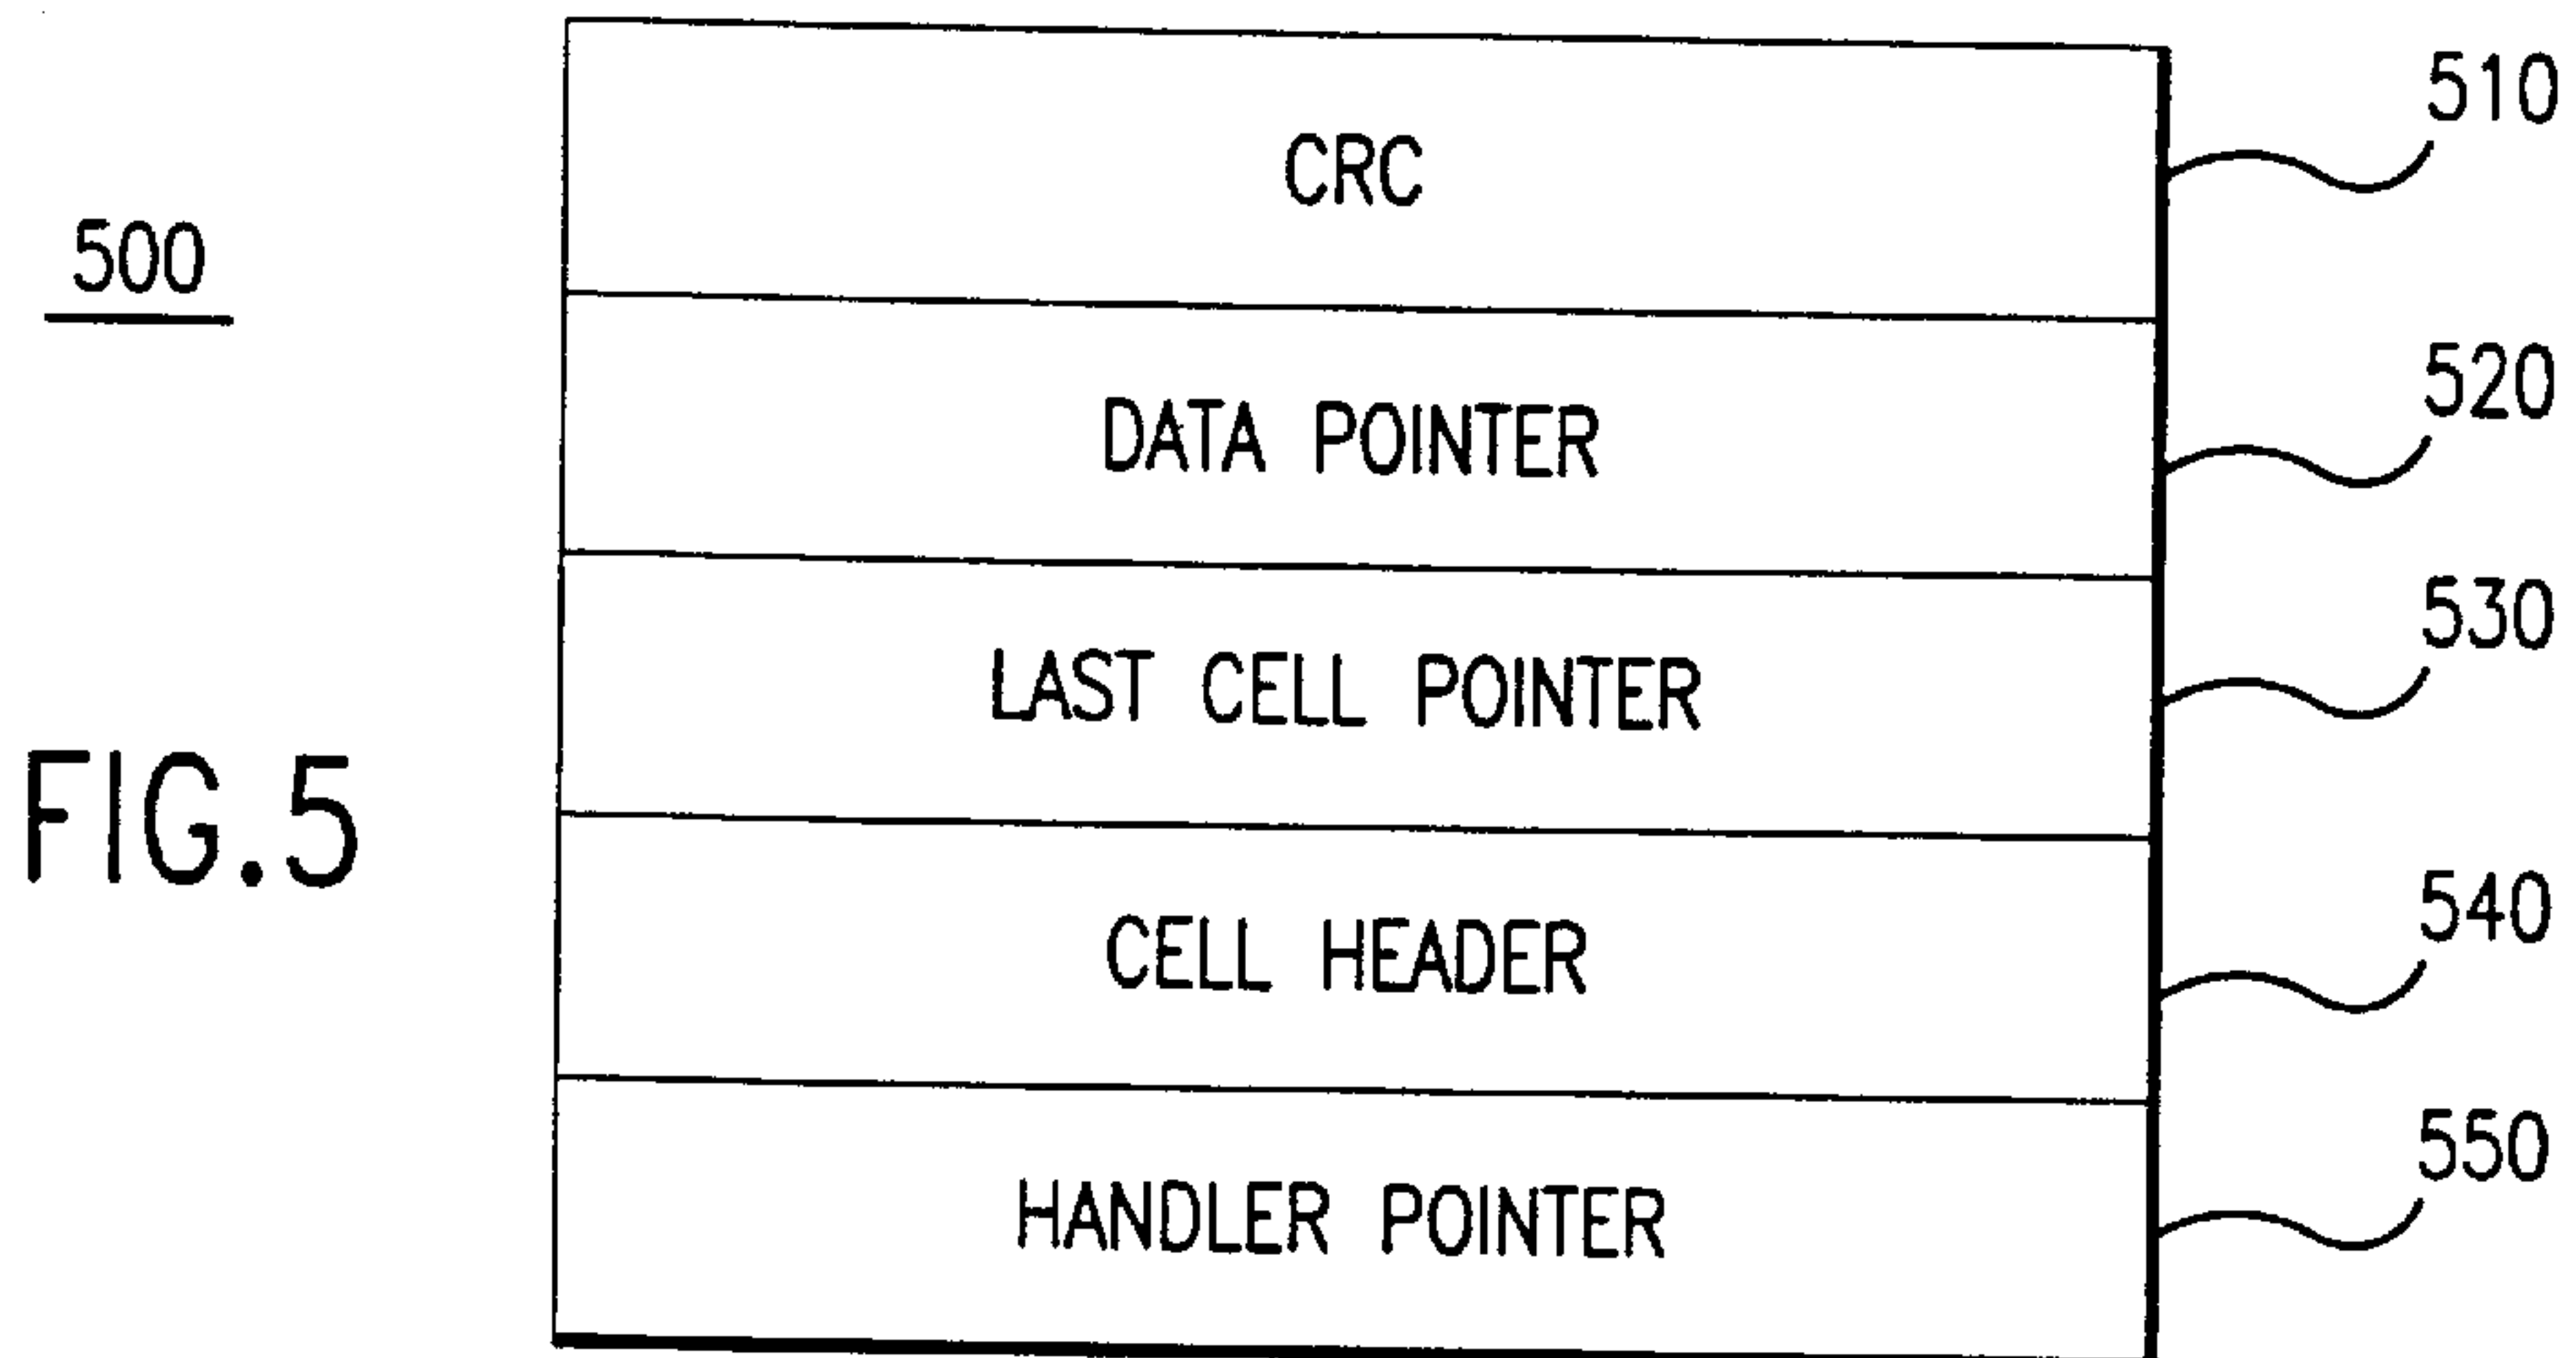 510
CRC
500
520
DATA POINTER
530
LAST CELL POINTER
FIG.5
540
CELL HEADER
550
HANDLER POINTER